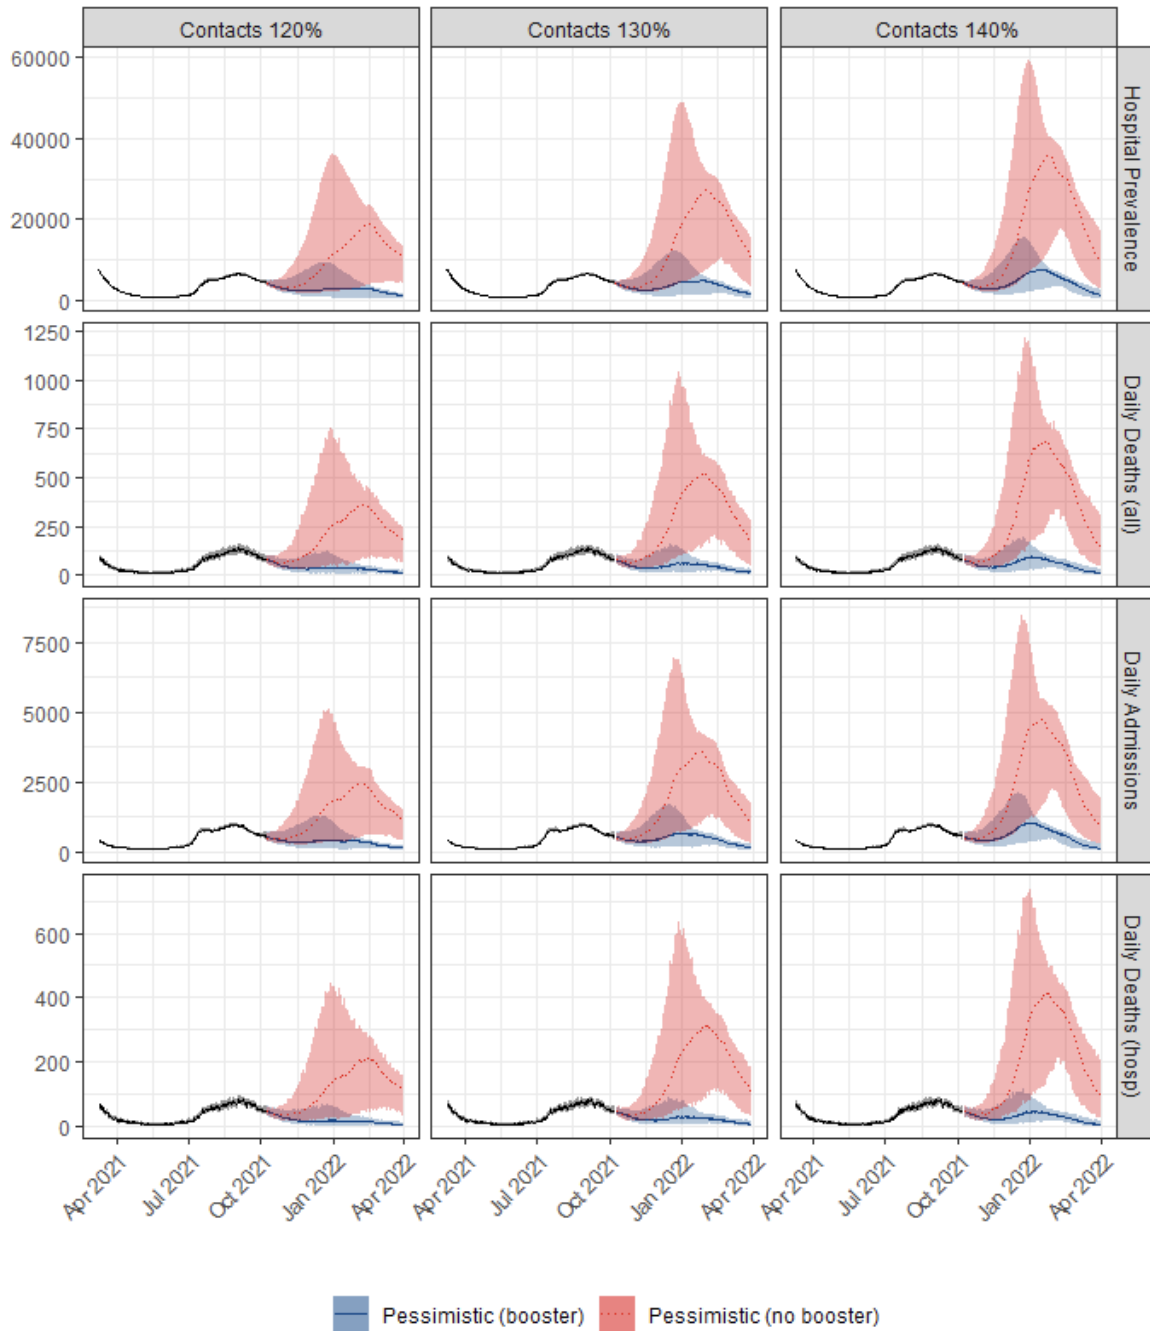 Contacts 120% Contacts 130% Contacts 140%
60000
40000
20000
0
Hospital Prevalence
1250
1000
750
500
250
0
Daily Deaths (all)
7500
5000
2500
0
Daily Admissions
600
400
200
0
Daily Deaths (hosp)
Apr 2021 Jul 2021 Oct 2021 Jan 2022 Apr 2022 Apr 2021 Jul 2021 Oct 2021 Jan 2022 Apr 2022 Apr 2021 Jul 2021 Oct 2021 Jan 2022 Apr 2022
Pessimistic (booster) Pessimistic (no booster)